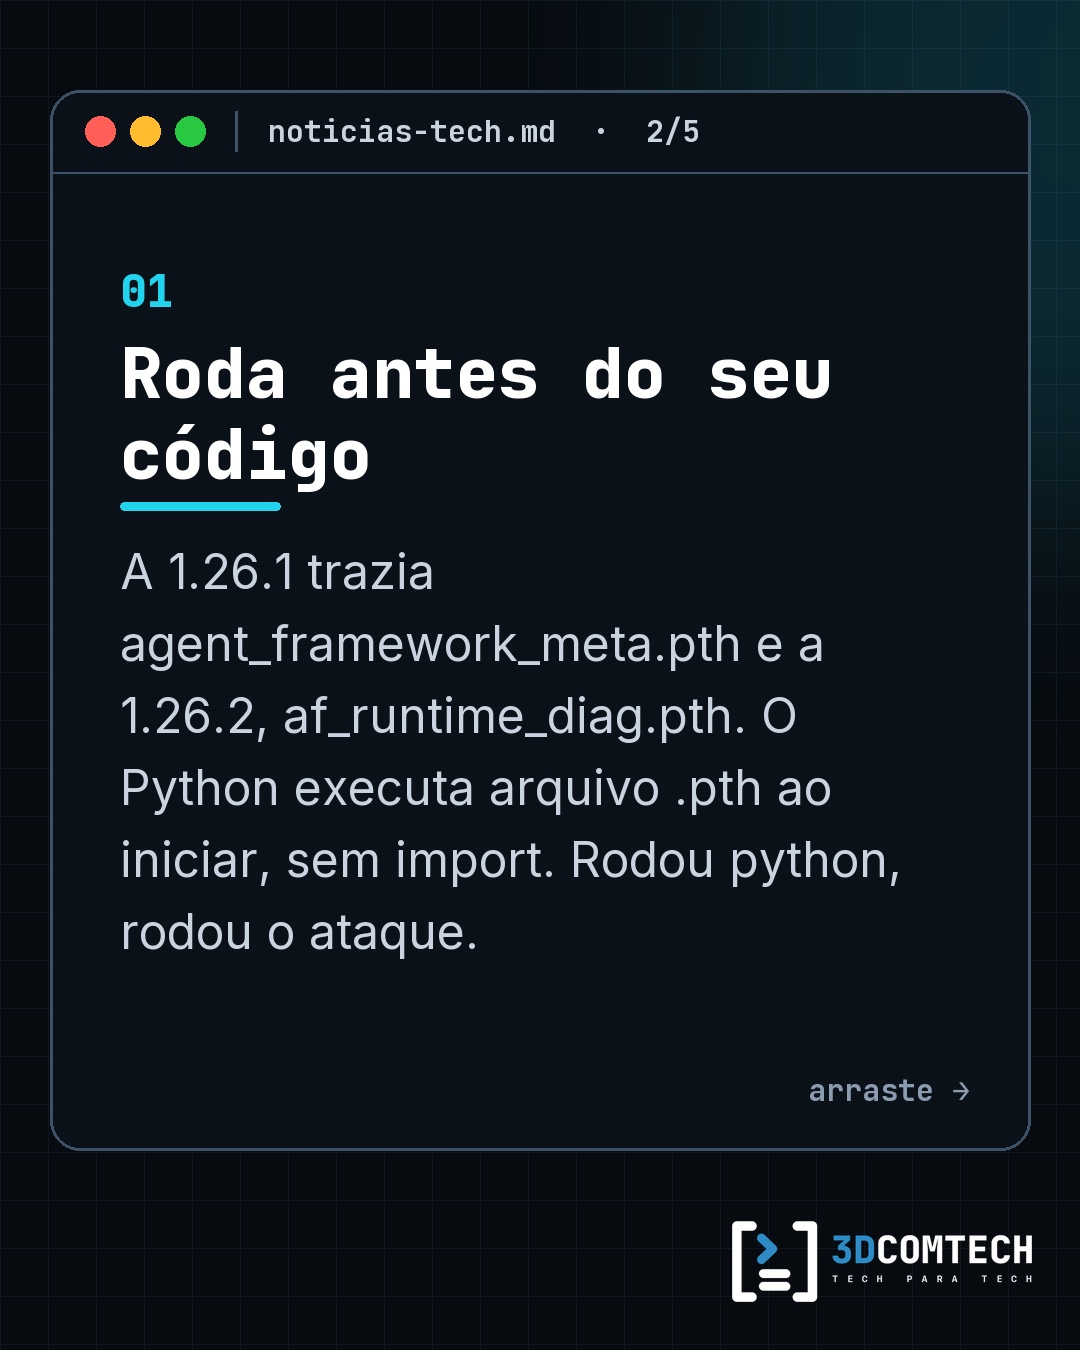 noticias-tech.md · 2/5
01
Roda antes do seu
código
A 1.26.1 trazia
agent_framework_meta.pth e a
1.26.2, af_runtime_diag.pth. O
Python executa arquivo .pth ao
iniciar, sem import. Rodou python,
rodou o ataque.
arraste →
3DCOMTECH
TECH PARA TECH